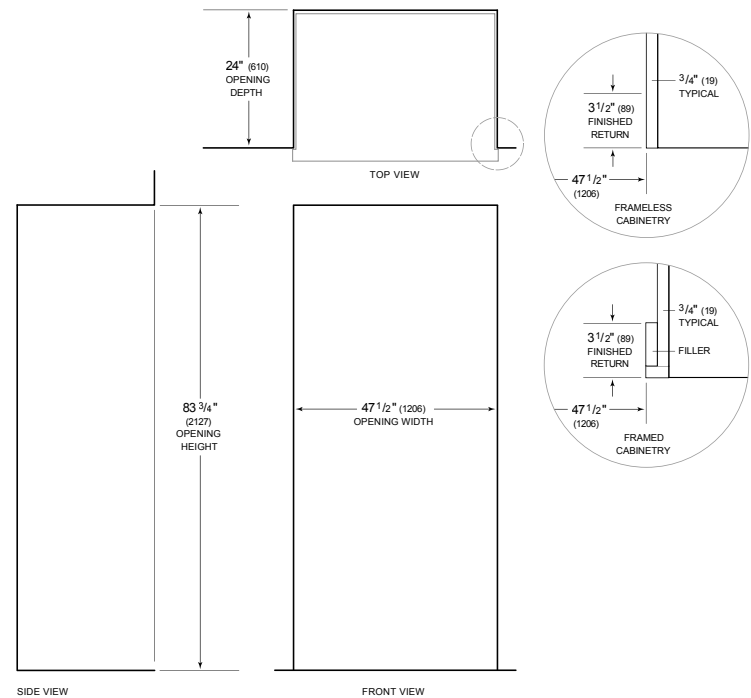 24" (610)
OPENING
DEPTH
TOP VIEW
3/4" (19)
TYPICAL
3 1/2" (89)
FINISHED
RETURN
47 1/2"
(1206)
FRAMELESS
CABINETRY
3/4" (19)
TYPICAL
3 1/2" (89)
FINISHED
RETURN
FILLER
47 1/2"
(1206)
FRAMED
CABINETRY
83 3/4"
(2127)
OPENING
HEIGHT
47 1/2" (1206)
OPENING WIDTH
SIDE VIEW
FRONT VIEW